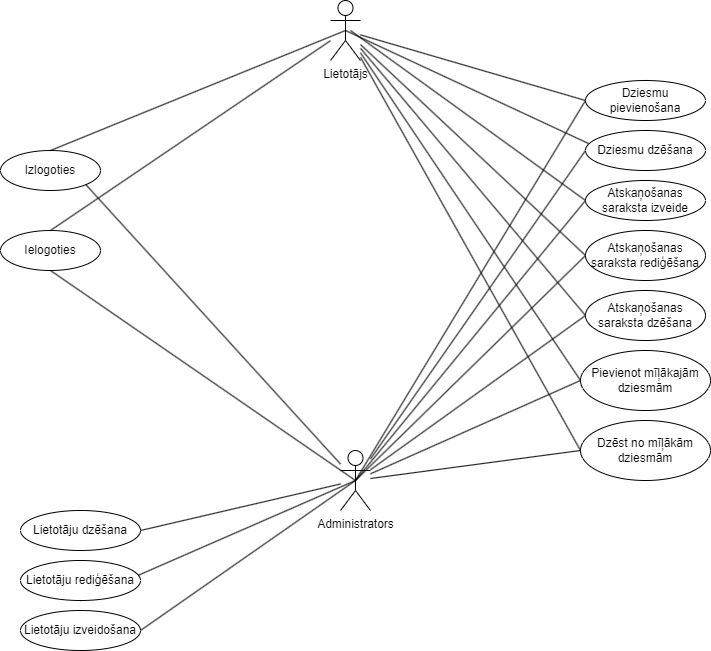 Lietotājs
Dziesmu
pievienošana
Dziesmu dzēšana
Izlogoties
Atskaņošanas
saraksta izveide
Ielogoties
Atskaņošanas
saraksta rediģēšana
Atskaņošanas
saraksta dzēšana
Pievienot mīļākajām
dziesmām
Dzēst no mīļākām
dziesmām
Administrators
Lietotāju dzēšana
Lietotāju rediģēšana
Lietotāju izveidošana